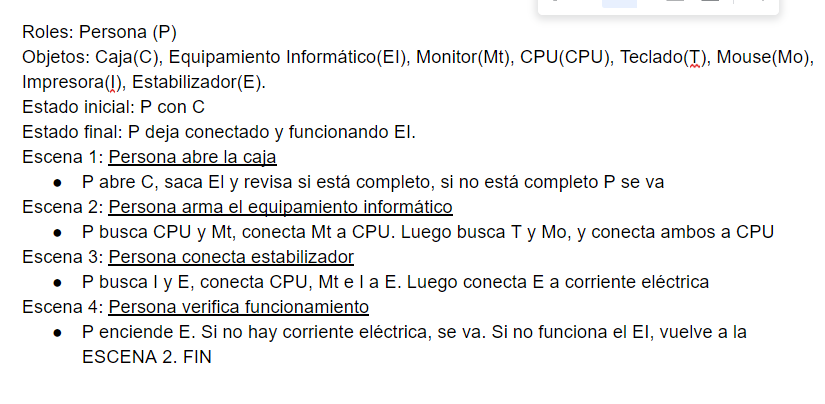 Roles: Persona (P)
Objetos: Caja(C), Equipamiento Informático(EI), Monitor(Mt), CPU(CPU), Teclado(T), Mouse(Mo),
Impresora(I), Estabilizador(E).
Estado inicial: P con C
Estado final: P deja conectado y funcionando EI.
Escena 1: Persona abre la caja
● P abre C, saca EI y revisa si está completo, si no está completo P se va
Escena 2: Persona arma el equipamiento informático
● P busca CPU y Mt, conecta Mt a CPU. Luego busca T y Mo, y conecta ambos a CPU
Escena 3: Persona conecta estabilizador
● P busca I y E, conecta CPU, Mt e I a E. Luego conecta E a corriente eléctrica
Escena 4: Persona verifica funcionamiento
● P enciende E. Si no hay corriente eléctrica, se va. Si no funciona el EI, vuelve a la
ESCENA 2. FIN